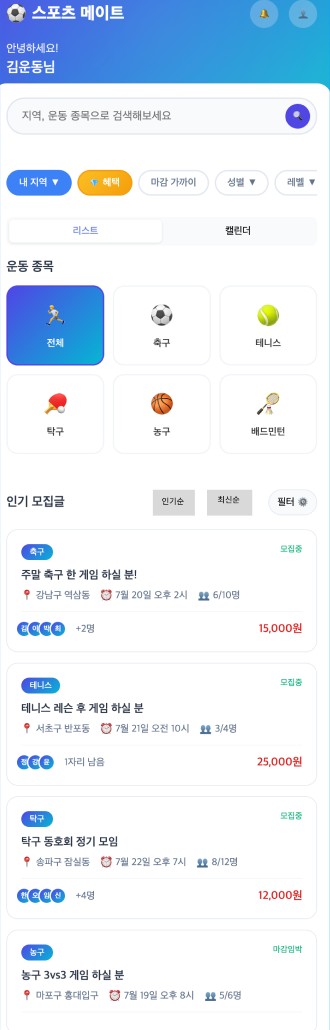 스포츠 메이트
안녕하세요!
김운동님
지역, 운동 종목으로 검색해보세요
내 지역 ▼ 혜택 마감 가까이 성별 ▼ 레벨 ▼
리스트 캘린더
운동 종목
전체 축구 테니스
탁구 농구 배드민턴
인기 모집글 인기순 최신순 필터
축구 모집중
주말 축구 한 게임 하실 분!
강남구 역삼동 7월 20일 오후 2시 6/10명
김 이 박 최 +2명 15,000원
테니스 모집중
테니스 레슨 후 게임 하실 분
서초구 반포동 7월 21일 오전 10시 3/4명
정 강 윤 1자리 남음 25,000원
탁구 모집중
탁구 동호회 정기 모임
송파구 잠실동 7월 22일 오후 7시 8/12명
한 오 임 신 +4명 12,000원
농구 마감임박
농구 3vs3 게임 하실 분
마포구 홍대입구 7월 19일 오후 8시 5/6명